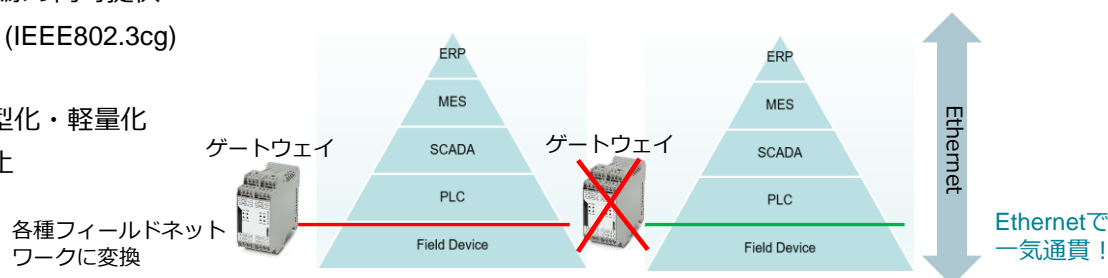 (IEEE802.3cg)
型化・軽量化
ゲートウェイ
各種フィールドネット
ワークに変換
ERP
MES
SCADA
PLC
Field Device
ゲートウェイ
ERP
MES
SCADA
PLC
Field Device
Ethernet
Ethernetで
一気通貫！